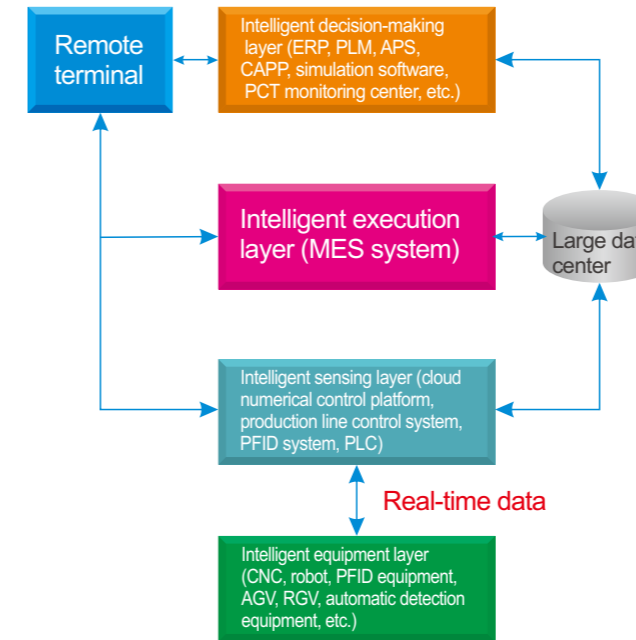 Remote
terminal
Intelligent decision-making
layer (ERP, PLM, APS,
CAPP, simulation software,
PCT monitoring center, etc.)
Intelligent execution
layer (MES system)
Large
center
Intelligent sensing layer (cloud
numerical control platform,
production line control system,
PFID system, PLC)
Real-time data
Intelligent equipment layer
(CNC, robot, PFID equipment,
AGV, RGV, automatic detection
equipment, etc.)